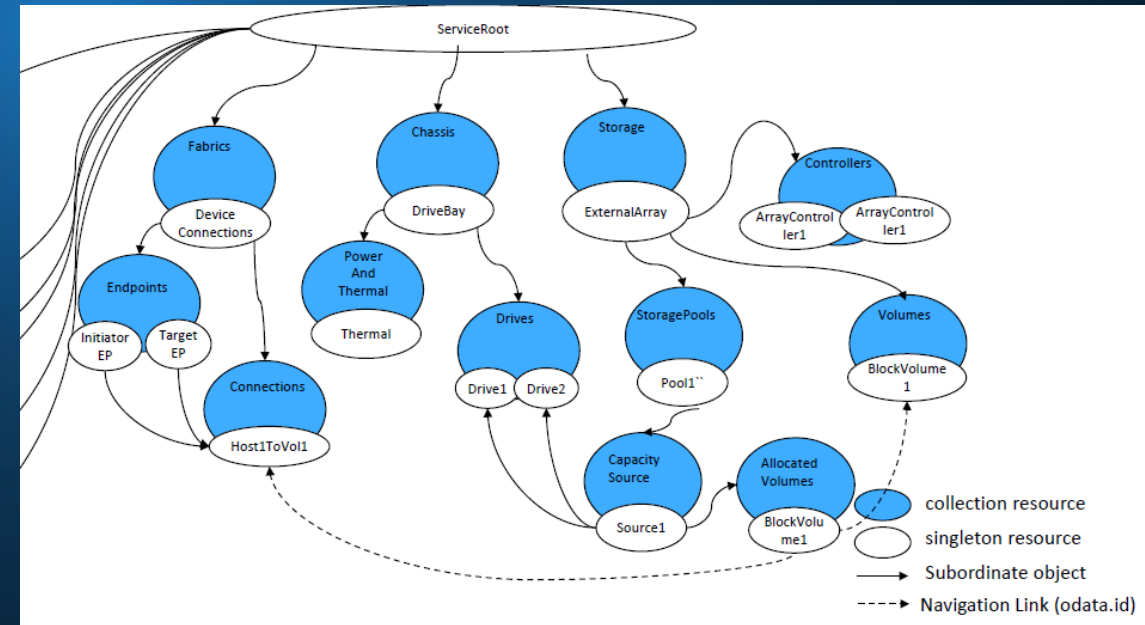 ServiceRoot
Fabrics
Device
Connections
Endpoints
Initiator
EP
Target
EP
Connections
Host1ToVol1
Chassis
DriveBay
Power
And
Thermal
Thermal
Drives
Drive1
Drive2
Storage
ExternalArray
Controllers
ArrayControl
ler1
ArrayControl
ler1
StoragePools
Pool1``
Capacity
Source
Source1
Allocated
Volumes
BlockVolu
me1
Volumes
BlockVolume
1
collection resource
singleton resource
Subordinate object
Navigation Link (odata.id)